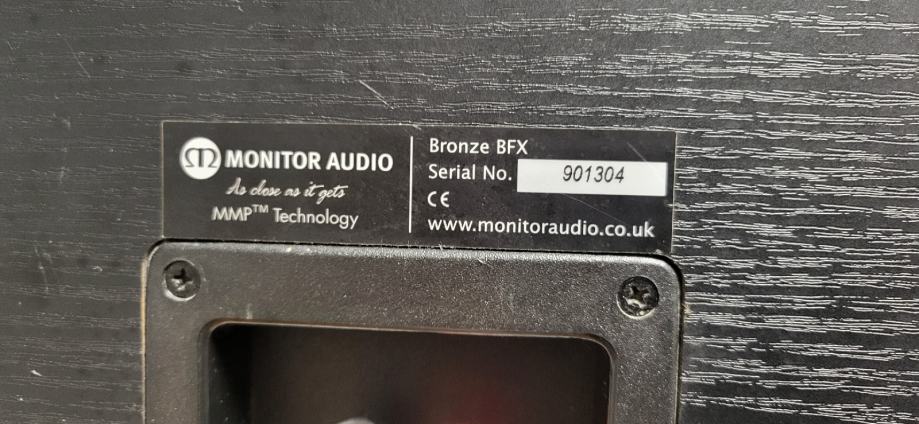 MONITOR AUDIO
As close as it gets
MMP™ Technology
Bronze BFX
Serial No. 901304
CE
www.monitoraudio.co.uk